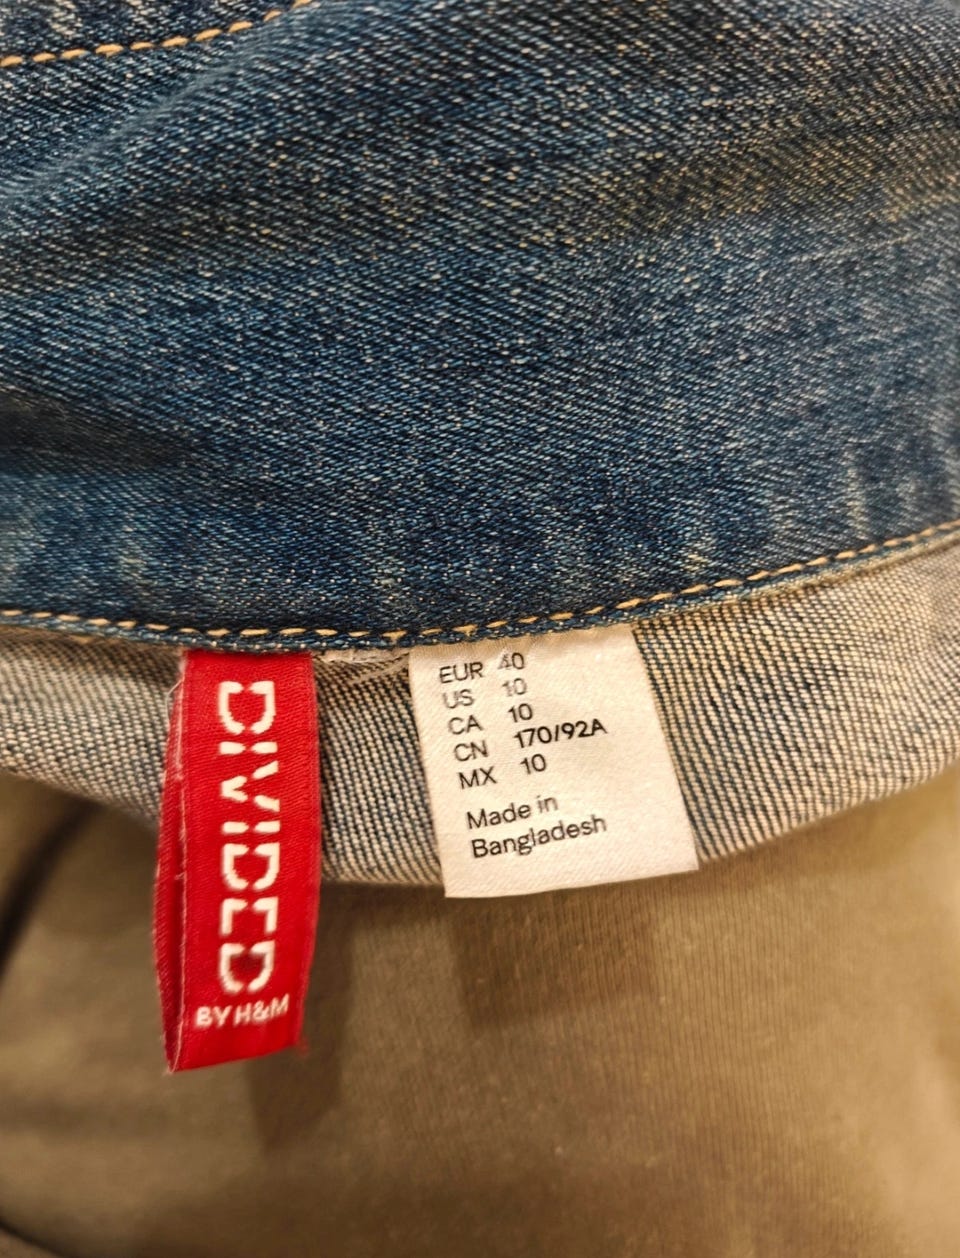 DIVIDED
BY H&M
EUR 40
US 10
CA 10
CN 170/92A
MX 10
Made in
Bangladesh